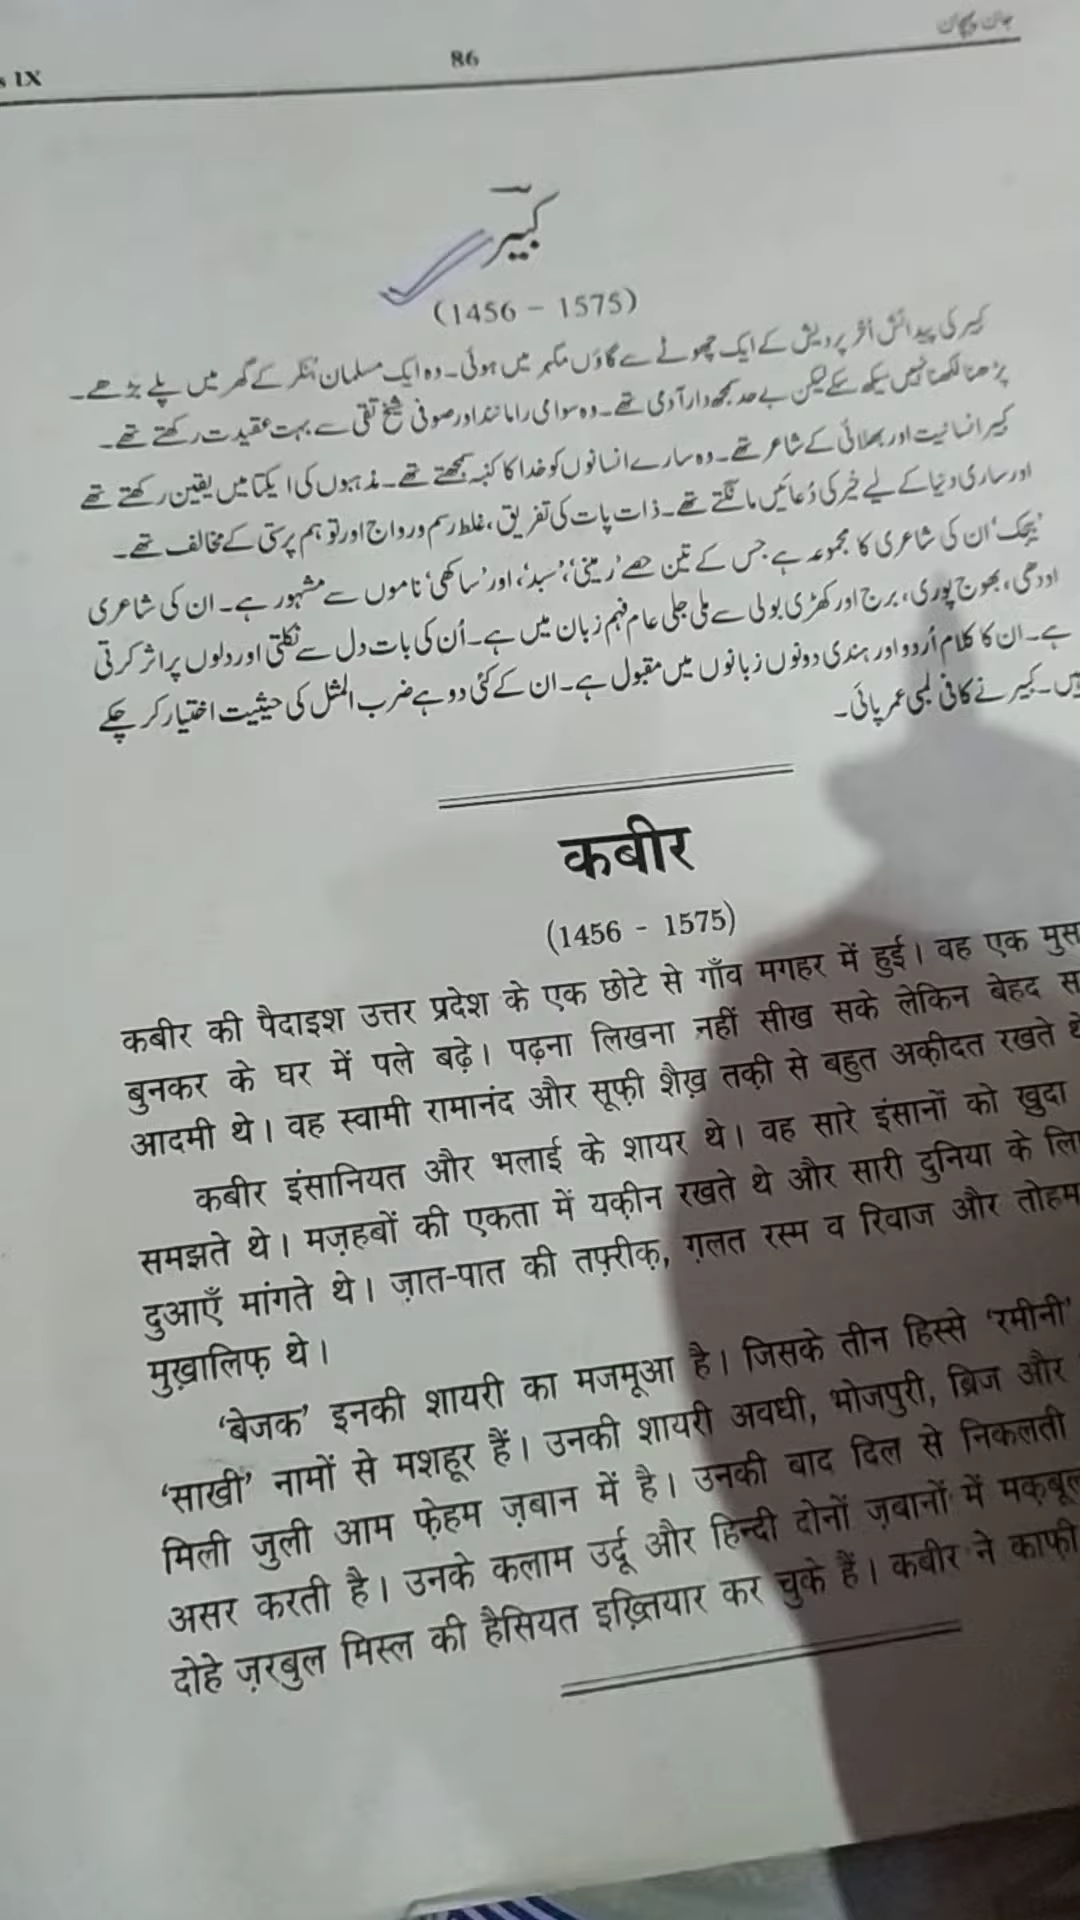 s IX
86
جان پہچان
کبیر
(1456 - 1575)
کبیر کی پیدائش اُتر پردیش کے ایک چھوٹے سے گاؤں مگہر میں ہوئی۔ وہ ایک مسلمان بُنکر کے گھر میں پلے بڑھے۔
پڑھنا لکھنا نہیں سیکھ سکے لیکن بے حد سمجھ دار آدمی تھے۔ وہ سوامی رامانند اور صوفی شیخ تقی سے بہت عقیدت رکھتے تھے۔
کبیر انسانیت اور بھلائی کے شاعر تھے۔ وہ سارے انسانوں کو خدا کا کنبہ سمجھتے تھے۔ مذہبوں کی ایکتا میں یقین رکھتے تھے
اور ساری دنیا کے لیے خیر کی دُعائیں مانگتے تھے۔ ذات پات کی تفریق، غلط رسم و رواج اور توہم پرستی کے مخالف تھے۔
'بیجک' ان کی شاعری کا مجموعہ ہے جس کے تین حصے 'رمینی'، 'سبد'، اور 'ساکھی' ناموں سے مشہور ہے۔ ان کی شاعری
اودھی، بھوج پوری، برج اور کھڑی بولی سے ملی جلی عام فہم زبان میں ہے۔ اُن کی بات دل سے نکلتی اور دلوں پر اثر کرتی
ہے۔ ان کا کلام اُردو اور ہندی دونوں زبانوں میں مقبول ہے۔ ان کے کئی دوہے ضرب المثل کی حیثیت اختیار کر چکے
ہیں۔ کبیر نے کافی لمبی عمر پائی۔
कबीर
(1456 - 1575)
कबीर की पैदाइश उत्तर प्रदेश के एक छोटे से गाँव मगहर में हुई। वह एक मुस
बुनकर के घर में पले बढ़े। पढ़ना लिखना नहीं सीख सके लेकिन बेहद स
आदमी थे। वह स्वामी रामानंद और सूफ़ी शैख़ तक़ी से बहुत अक़ीदत रखते थे
कबीर इंसानियत और भलाई के शायर थे। वह सारे इंसानों को ख़ुदा
समझते थे। मज़हबों की एकता में यक़ीन रखते थे और सारी दुनिया के लि
दुआएँ मांगते थे। ज़ात-पात की तफ़्रीक़, ग़लत रस्म व रिवाज और तोहम
मुख़ालिफ़ थे।
'बेजक' इनकी शायरी का मजमूआ है। जिसके तीन हिस्से 'रमीनी'
'साखी' नामों से मशहूर हैं। उनकी शायरी अवधी, भोजपुरी, ब्रिज और
मिली जुली आम फ़ेहम ज़बान में है। उनकी बाद दिल से निकलती
असर करती है। उनके कलाम उर्दू और हिन्दी दोनों ज़बानों में मक़बूल
दोहे ज़रबुल मिस्ल की हैसियत इख़्तियार कर चुके हैं। कबीर ने काफ़ी